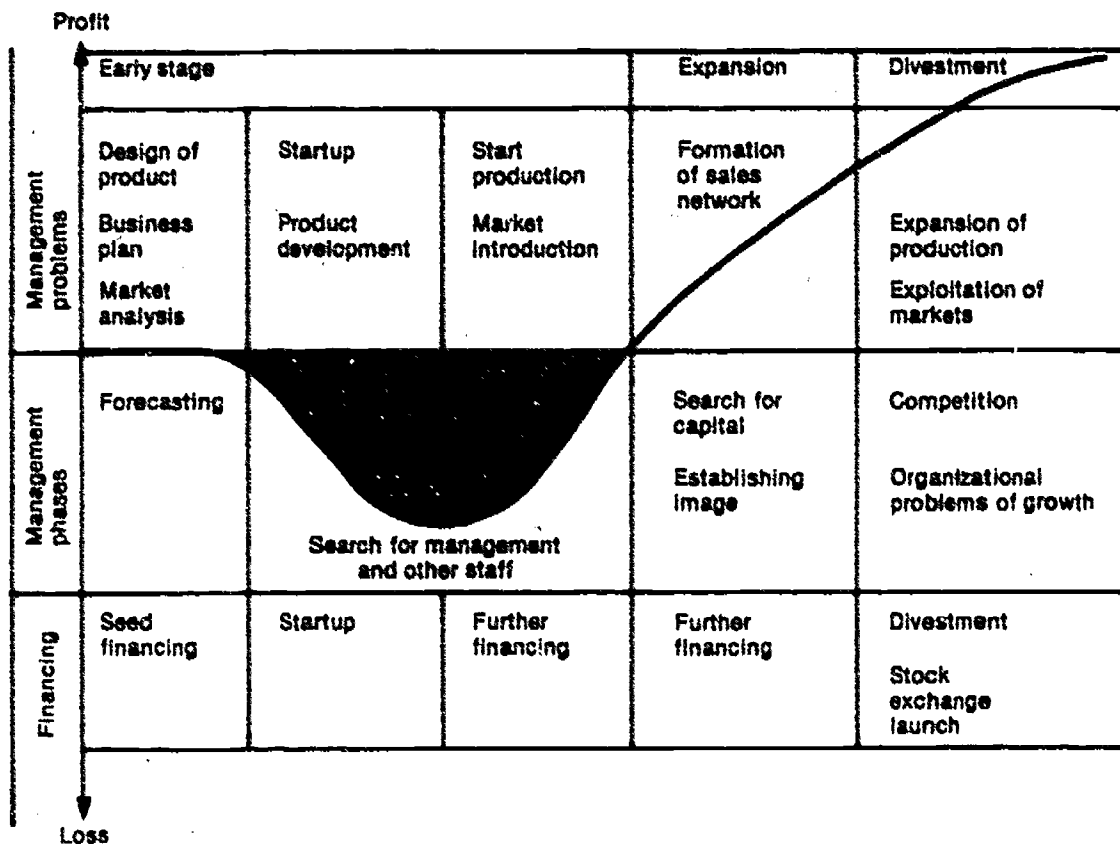 Profit
Early stage
Expansion
Divestment
Management
problems
Design of
product
Business
plan
Market
analysis
Startup
Product
development
Start
production
Market
introduction
Formation
of sales
network
Expansion of
production
Exploitation of
markets
Management
phases
Forecasting
Search for management
and other staff
Search for
capital
Establishing
image
Competition
Organizational
problems of growth
Financing
Seed
financing
Startup
Further
financing
Further
financing
Divestment
Stock
exchange
launch
Loss